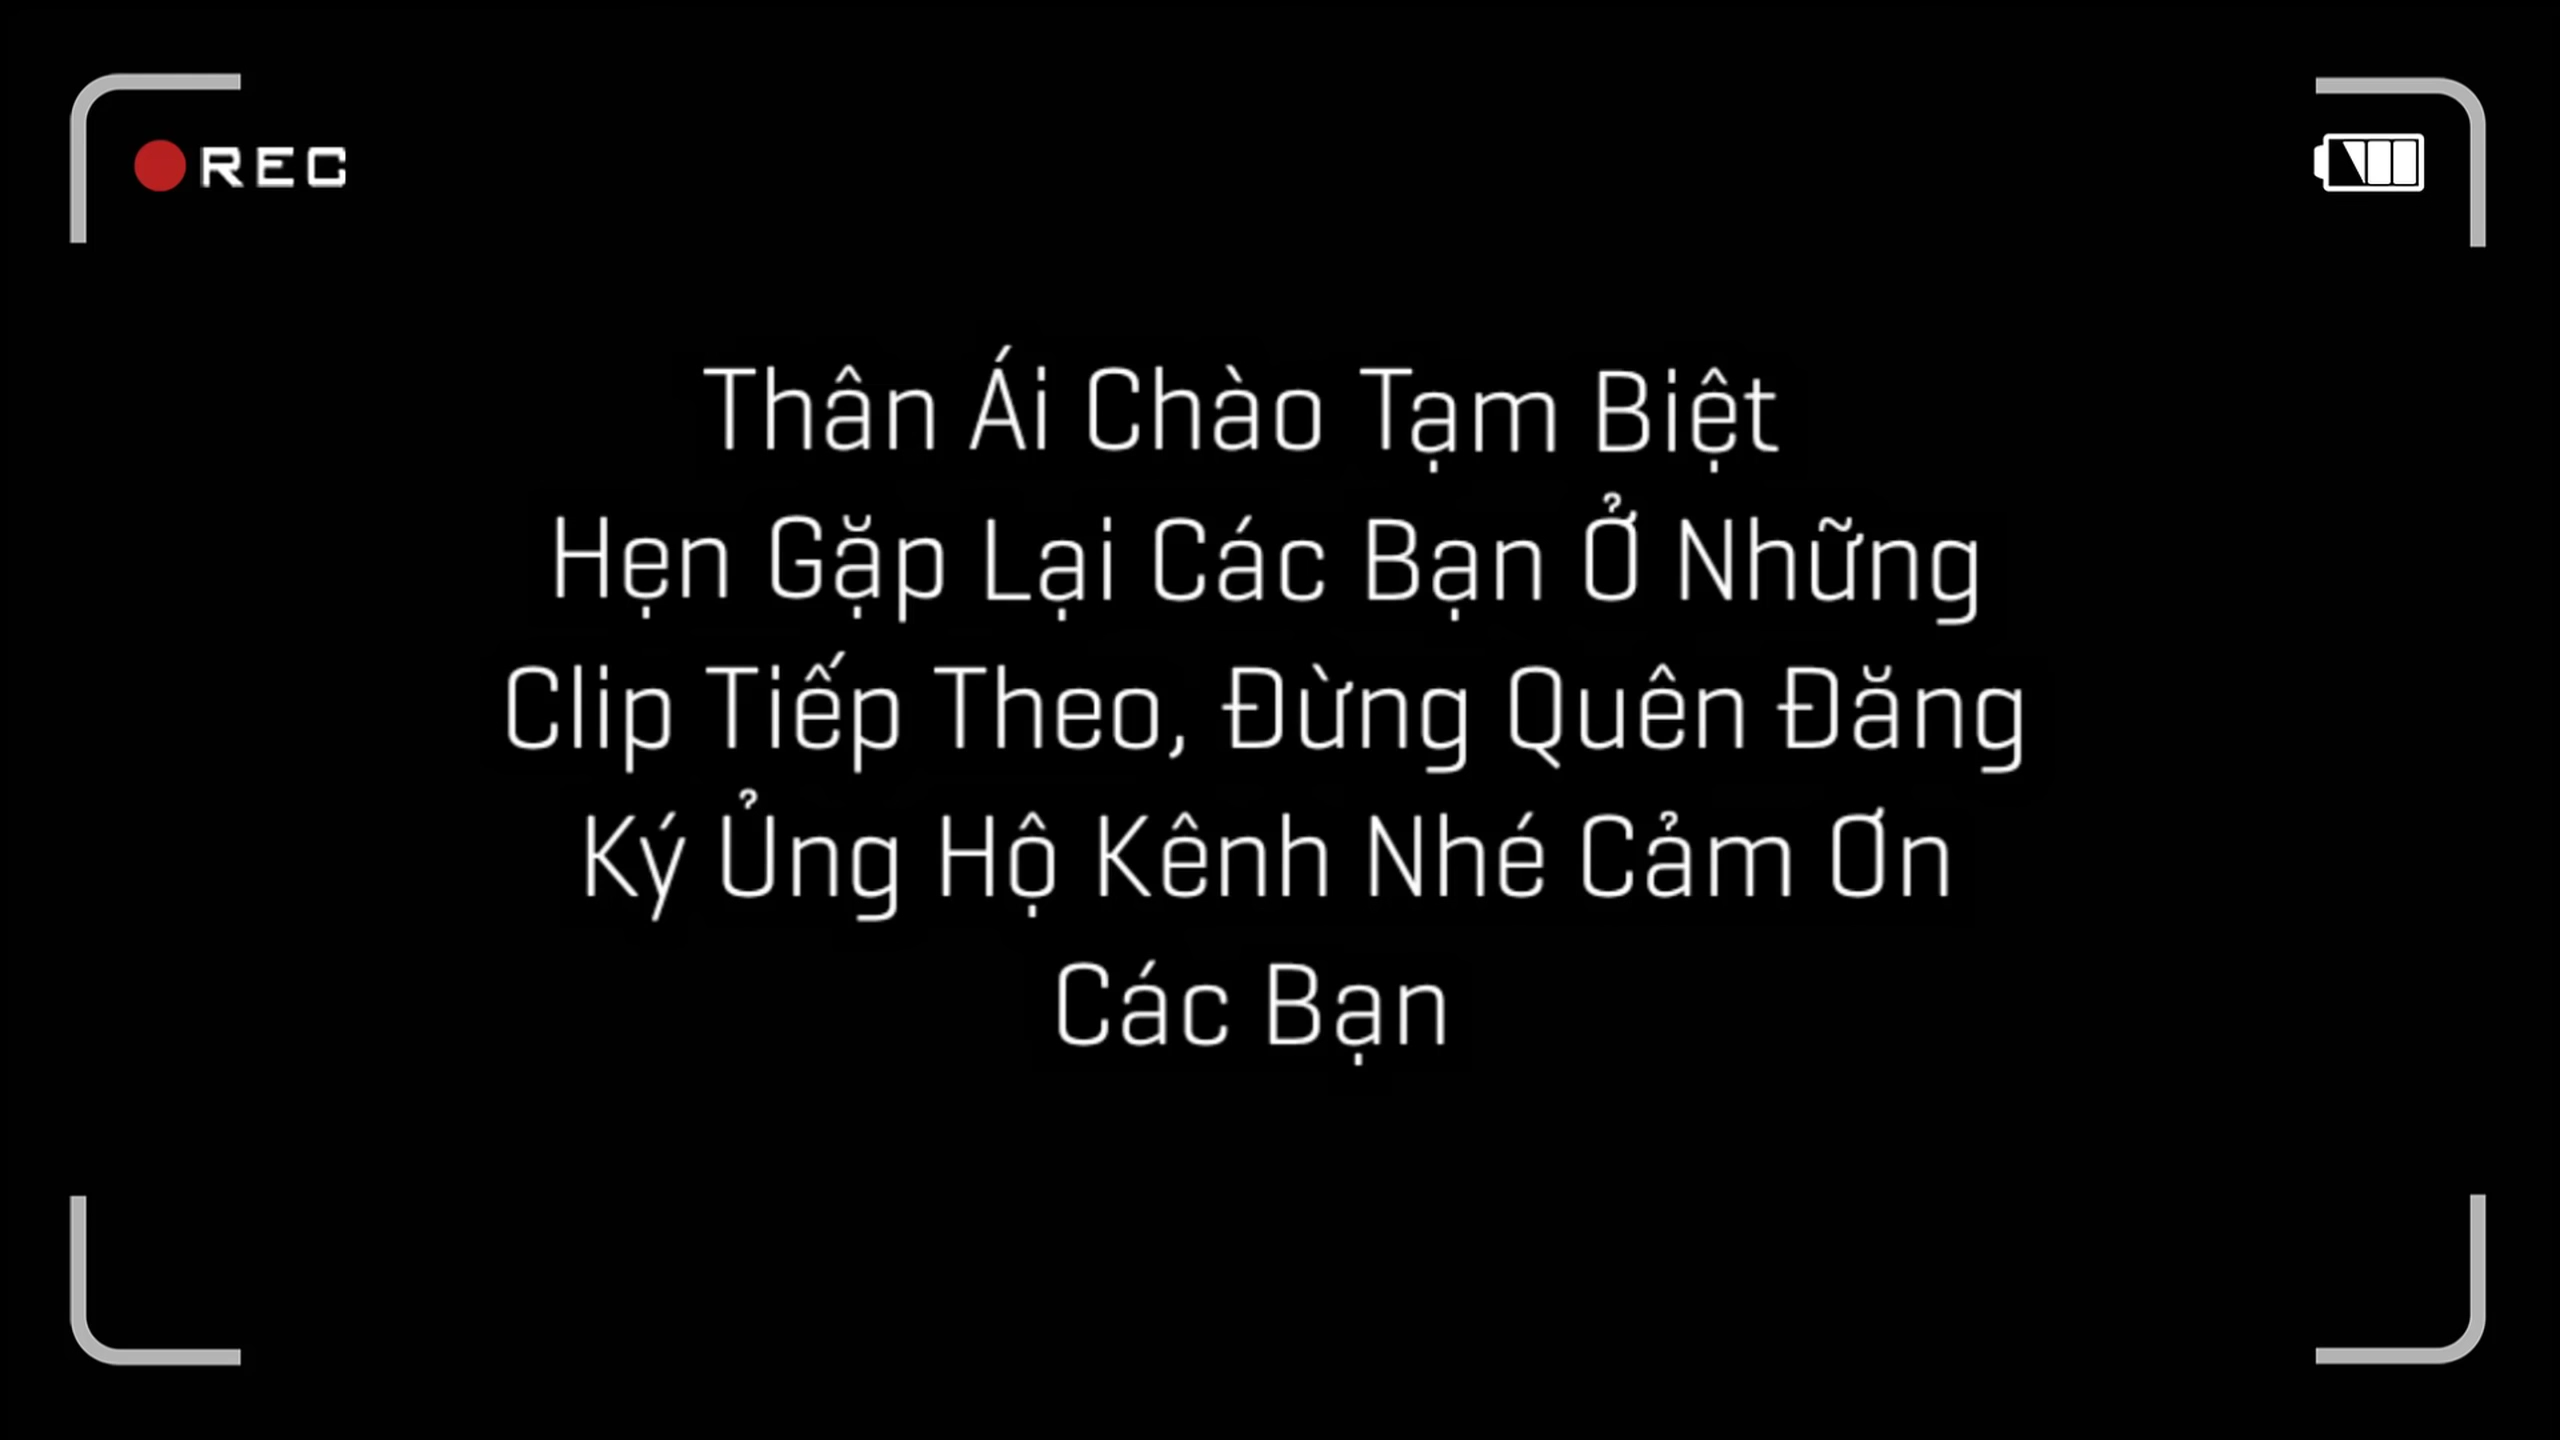 REC
Thân Ái Chào Tạm Biệt
Hẹn Gặp Lại Các Bạn Ở Những
Clip Tiếp Theo, Đừng Quên Đăng
Ký Ủng Hộ Kênh Nhé Cảm Ơn
Các Bạn